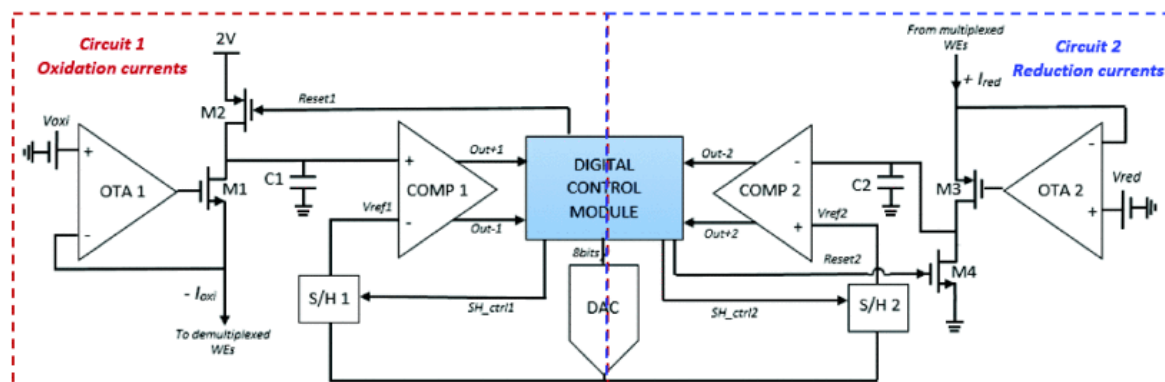 Circuit 1
Oxidation currents
2V
M2
Reset1
Voxi
+
OTA 1
-
M1
C1
+
COMP 1
-
Out+1
Out-1
Vref1
- Ioxi
To demultiplexed
WEs
S/H 1
SH_ctrl1
DIGITAL
CONTROL
MODULE
8bits
DAC
From multiplexed
WEs
+ Ired
Circuit 2
Reduction currents
Out-2
Out+2
-
COMP 2
+
C2
Vref2
M3
-
OTA 2
+
Vred
Reset2
M4
SH_ctrl2
S/H 2